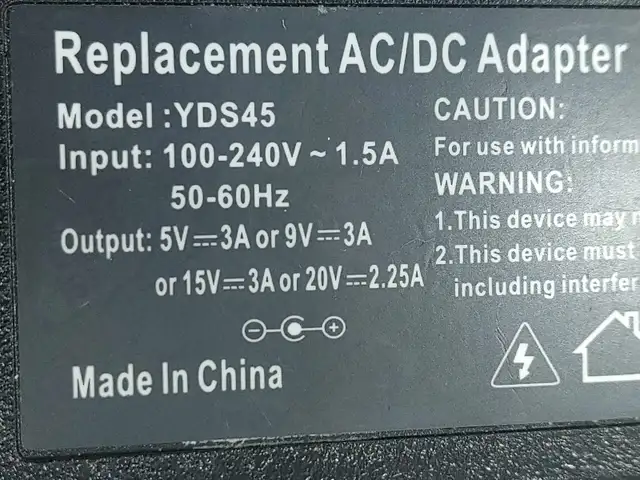 Replacement AC/DC Adapter
Model :YDS45
Input: 100-240V ~ 1.5A
50-60Hz
Output: 5V⎓3A or 9V⎓3A
or 15V⎓3A or 20V⎓2.25A
Made In China
CAUTION:
For use with inform
WARNING:
1.This device may
2.This device must
including interfer